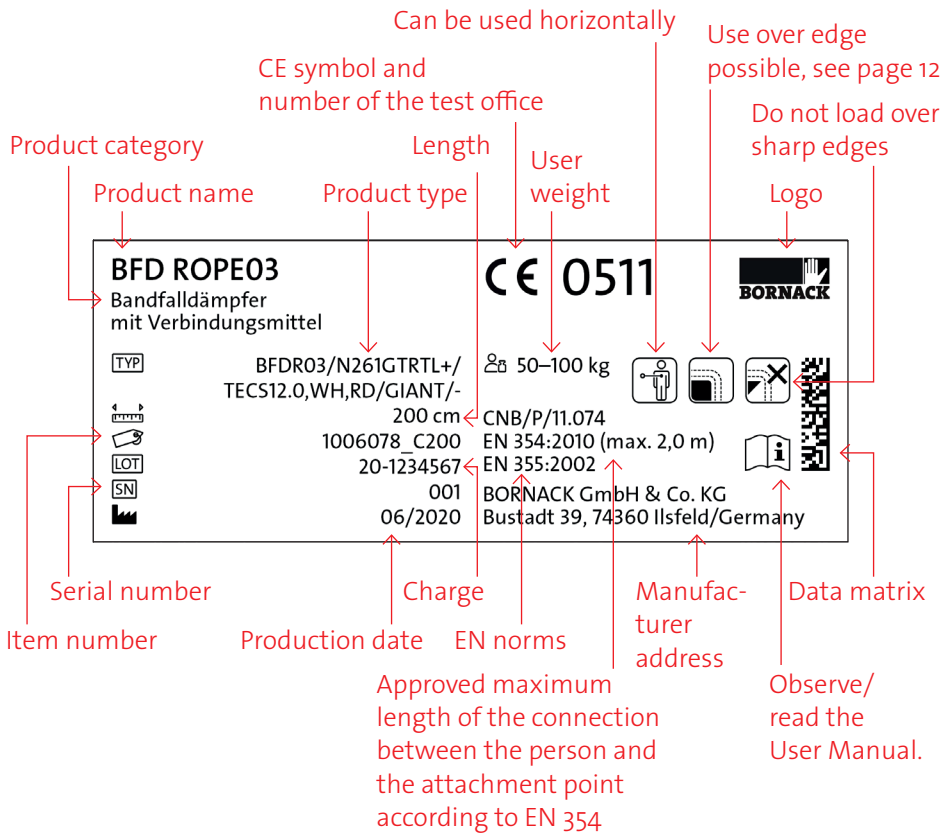 Can be used horizontally
Use over edge
possible, see page 12
CE symbol and
number of the test office
Do not load over
sharp edges
Product category
Length
User
weight
Product name
Product type
Logo
BFD ROPE03
CE 0511
BORNACK
Bandfalldämpfer
mit Verbindungsmittel
TYP
BFDR03/N261GTRTL+/
TECS12.0,WH,RD/GIANT/-
50–100 kg
200 cm
CNB/P/11.074
1006078_C200
EN 354:2010 (max. 2,0 m)
LOT
20-1234567
EN 355:2002
i
SN
001
BORNACK GmbH & Co. KG
06/2020
Bustadt 39, 74360 Ilsfeld/Germany
Serial number
Charge
Manufac-
turer
address
Data matrix
Item number
Production date
EN norms
Approved maximum
length of the connection
between the person and
the attachment point
according to EN 354
Observe/
read the
User Manual.